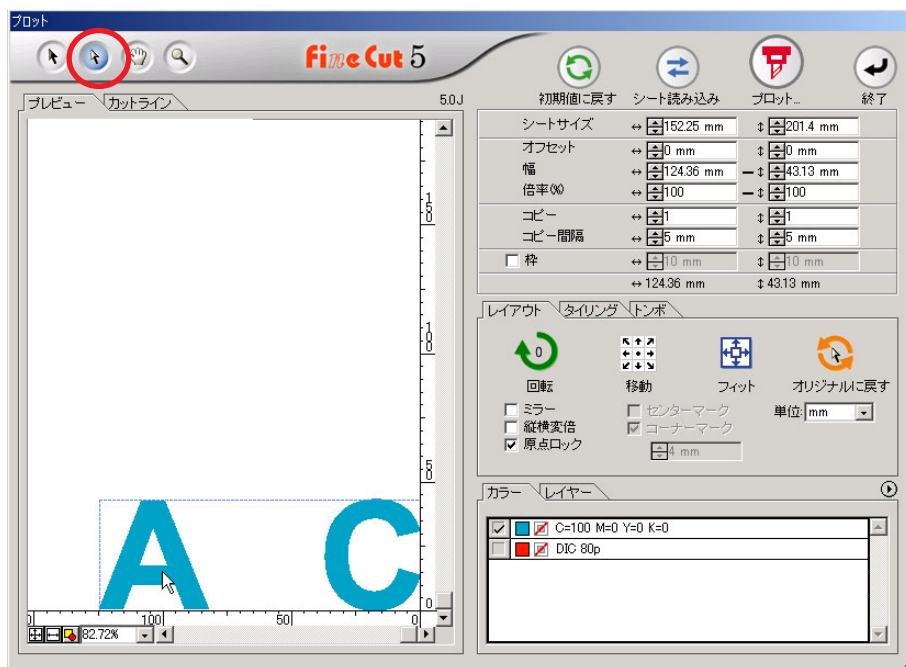 プロット
Fine Cut 5
初期値に戻す シート読み込み プロット... 終了
プレビュー カットライン 5.0J
シートサイズ 152.25 mm 201.4 mm
オフセット 0 mm 0 mm
幅 124.36 mm 43.13 mm
倍率(%) 100 100
コピー 1 1
コピー間隔 5 mm 5 mm
枠 10 mm 10 mm
124.36 mm 43.13 mm
レイアウト タイリング トンボ
0
回転 移動 フィット オリジナルに戻す
ミラー センターマーク 単位: mm
縦横変倍 コーナーマーク
原点ロック 4 mm
カラー レイヤー
C=100 M=0 Y=0 K=0
DIC 80p
150
100
50
0
A C
100 50 0
82.72%